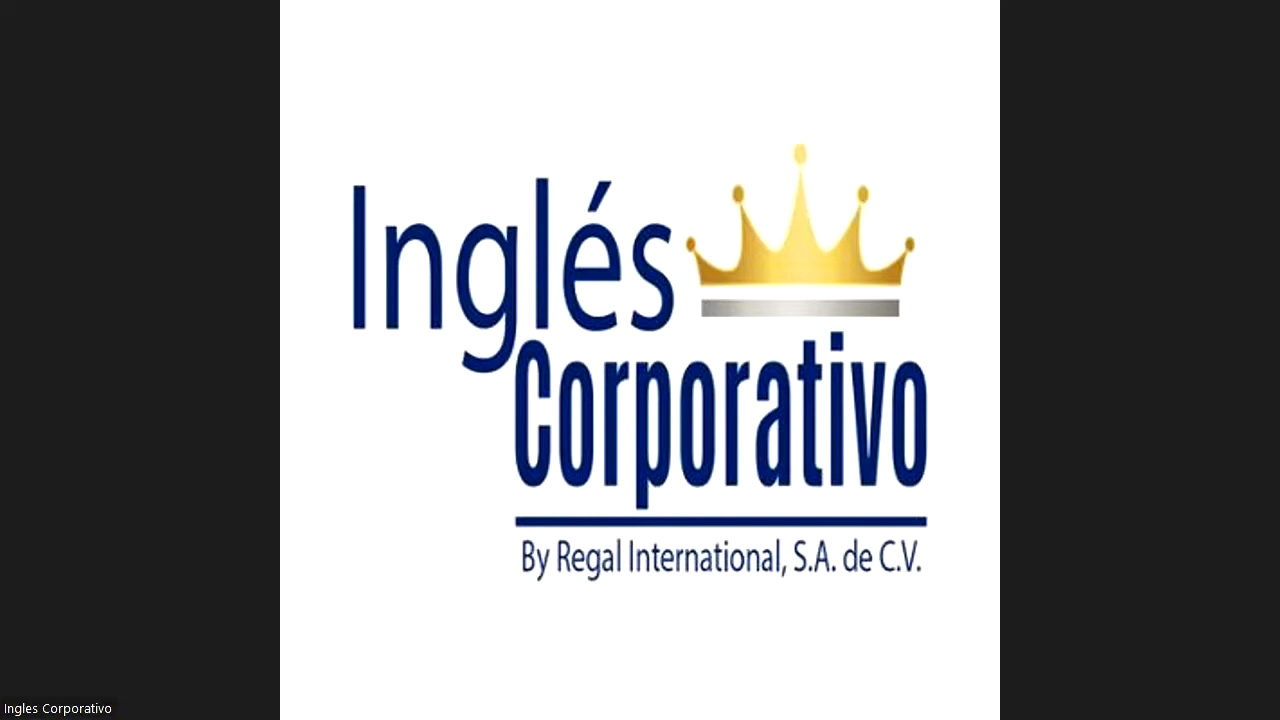 Inglés
Corporativo
By Regal International, S.A. de C.V.
Ingles Corporativo